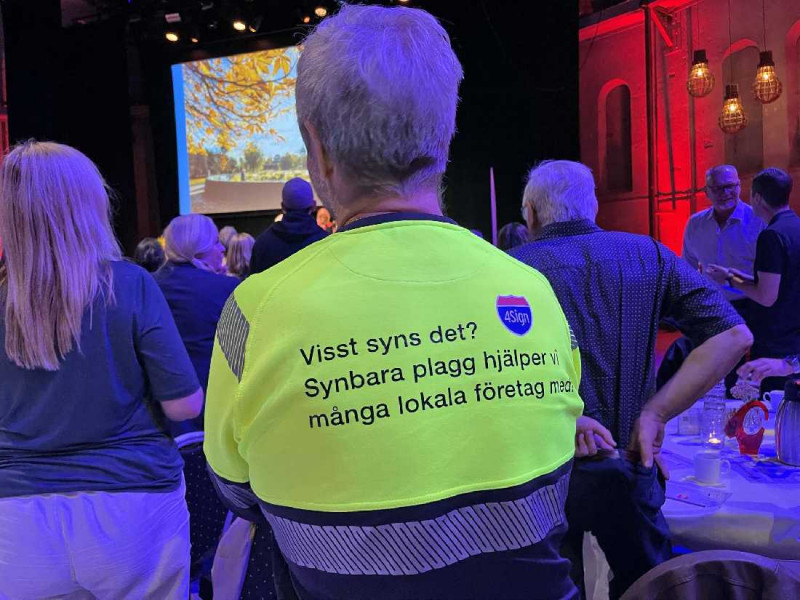 4Sign
Visst syns det?
Synbara plagg hjälper vi
många lokala företag med.